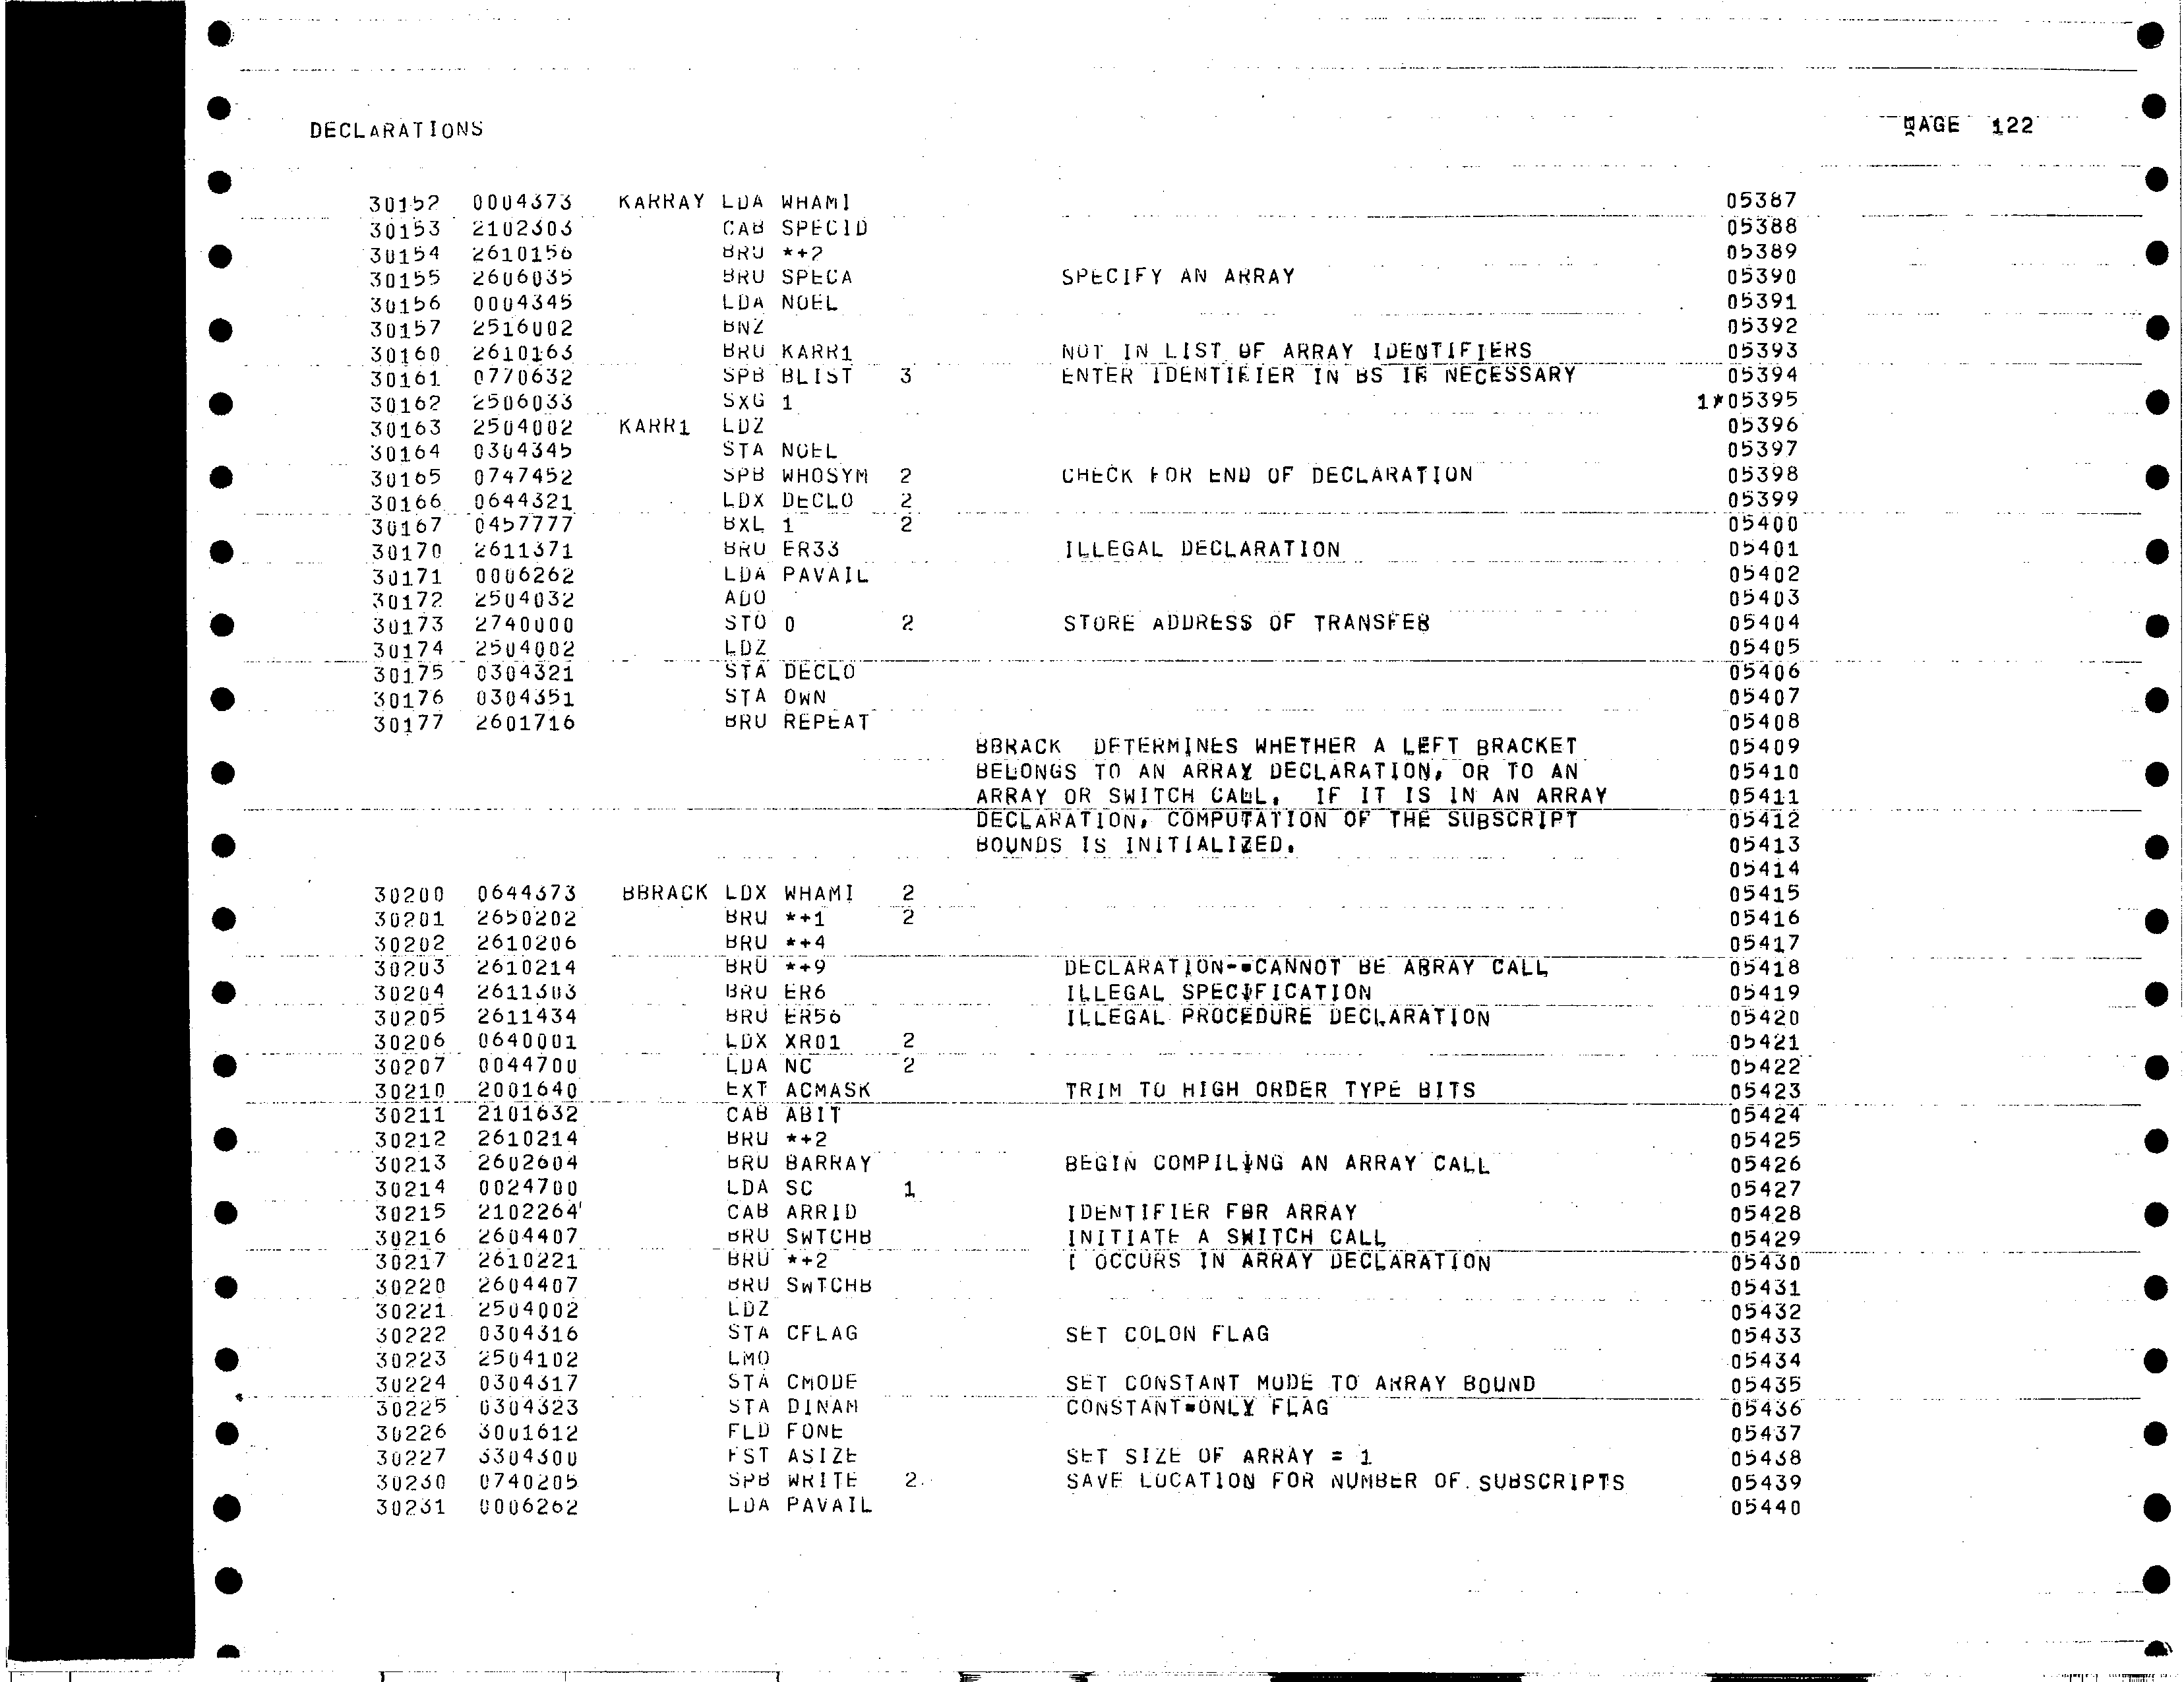 DECLARATIONS PAGE 122
30152 0004373 KARRAY LDA WHAMI 05387
30153 2102303 CAB SPECID 05388
30154 2610156 BRU *+2 05389
30155 2606035 BRU SPECA SPECIFY AN ARRAY 05390
30156 0004345 LDA NOEL 05391
30157 2516002 BNZ 05392
30160 2610163 BRU KARR1 NOT IN LIST OF ARRAY IDENTIFIERS 05393
30161 0770632 SPB BLIST 3 ENTER IDENTIFIER IN BS IF NECESSARY 05394
30162 2506033 SXG 1 1*05395
30163 2504002 KARR1 LDZ 05396
30164 0304345 STA NOEL 05397
30165 0747452 SPB WHOSYM 2 CHECK FOR END OF DECLARATION 05398
30166 0644321 LDX DECLO 2 05399
30167 0457777 BXL 1 2 05400
30170 2611371 BRU ER33 ILLEGAL DECLARATION 05401
30171 0006262 LDA PAVAIL 05402
30172 2504032 ADO 05403
30173 2740000 STO 0 2 STORE ADDRESS OF TRANSFER 05404
30174 2504002 LDZ 05405
30175 0304321 STA DECLO 05406
30176 0304351 STA OWN 05407
30177 2601716 BRU REPEAT 05408
BBRACK DETERMINES WHETHER A LEFT BRACKET 05409
BELONGS TO AN ARRAY DECLARATION, OR TO AN 05410
ARRAY OR SWITCH CALL. IF IT IS IN AN ARRAY 05411
DECLARATION, COMPUTATION OF THE SUBSCRIPT 05412
BOUNDS IS INITIALIZED. 05413
05414
30200 0644373 BBRACK LDX WHAMI 2 05415
30201 2650202 BRU *+1 2 05416
30202 2610206 BRU *+4 05417
30203 2610214 BRU *+9 DECLARATION--CANNOT BE ARRAY CALL 05418
30204 2611303 BRU ER6 ILLEGAL SPECIFICATION 05419
30205 2611434 BRU ER56 ILLEGAL PROCEDURE DECLARATION 05420
30206 0640001 LDX XR01 2 05421
30207 0044700 LDA NC 2 05422
30210 2001640 EXT ACMASK TRIM TO HIGH ORDER TYPE BITS 05423
30211 2101632 CAB ABIT 05424
30212 2610214 BRU *+2 05425
30213 2602604 BRU BARRAY BEGIN COMPILING AN ARRAY CALL 05426
30214 0024700 LDA SC 1 05427
30215 2102264 CAB ARRID IDENTIFIER FOR ARRAY 05428
30216 2604407 BRU SWTCHB INITIATE A SWITCH CALL 05429
30217 2610221 BRU *+2 [ OCCURS IN ARRAY DECLARATION 05430
30220 2604407 BRU SWTCHB 05431
30221 2504002 LDZ 05432
30222 0304316 STA CFLAG SET COLON FLAG 05433
30223 2504102 LMO 05434
30224 0304317 STA CMODE SET CONSTANT MODE TO ARRAY BOUND 05435
30225 0304323 STA DINAM CONSTANT-ONLY FLAG 05436
30226 3001612 FLD FONE 05437
30227 3304300 FST ASIZE SET SIZE OF ARRAY = 1 05438
30230 0740205 SPB WRITE 2 SAVE LOCATION FOR NUMBER OF SUBSCRIPTS 05439
30231 0006262 LDA PAVAIL 05440